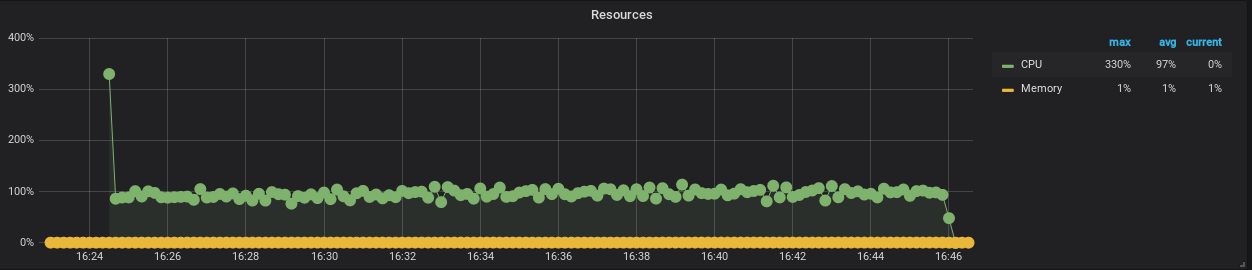 Resources
400%
300%
200%
100%
0%
16:24 16:26 16:28 16:30 16:32 16:34 16:36 16:38 16:40 16:42 16:44 16:46
max avg current
CPU 330% 97% 0%
Memory 1% 1% 1%